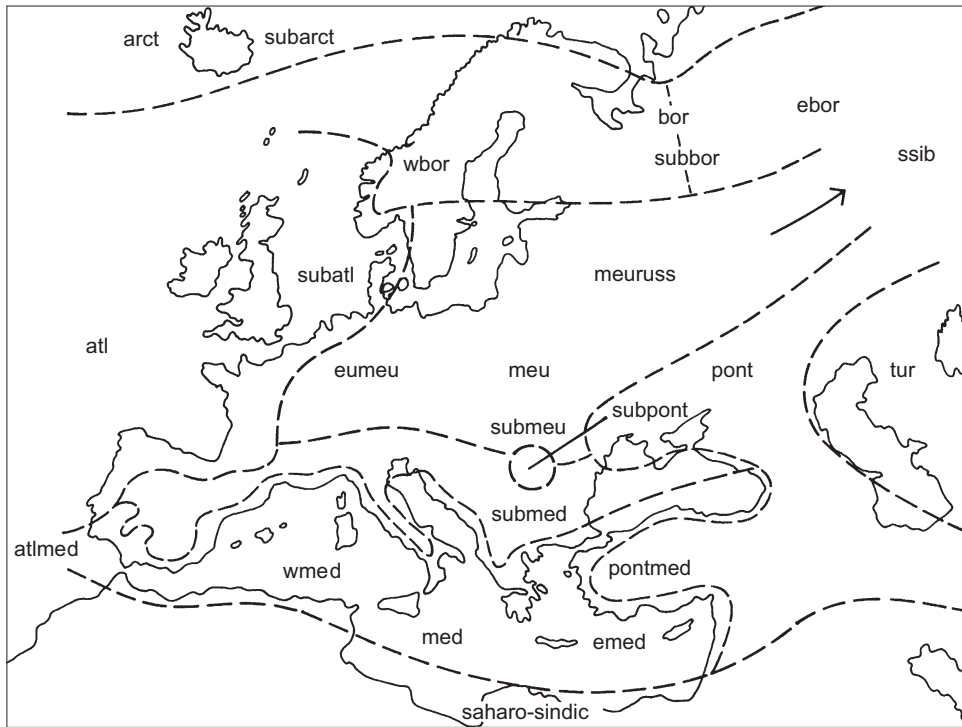 arct
subarct
ebor
bor
ssib
wbor
subbor
subatl
meuruss
atl
eumeu
meu
pont
tur
submeu
subpont
submed
atlmed
wmed
pontmed
med
emed
saharo-sindic